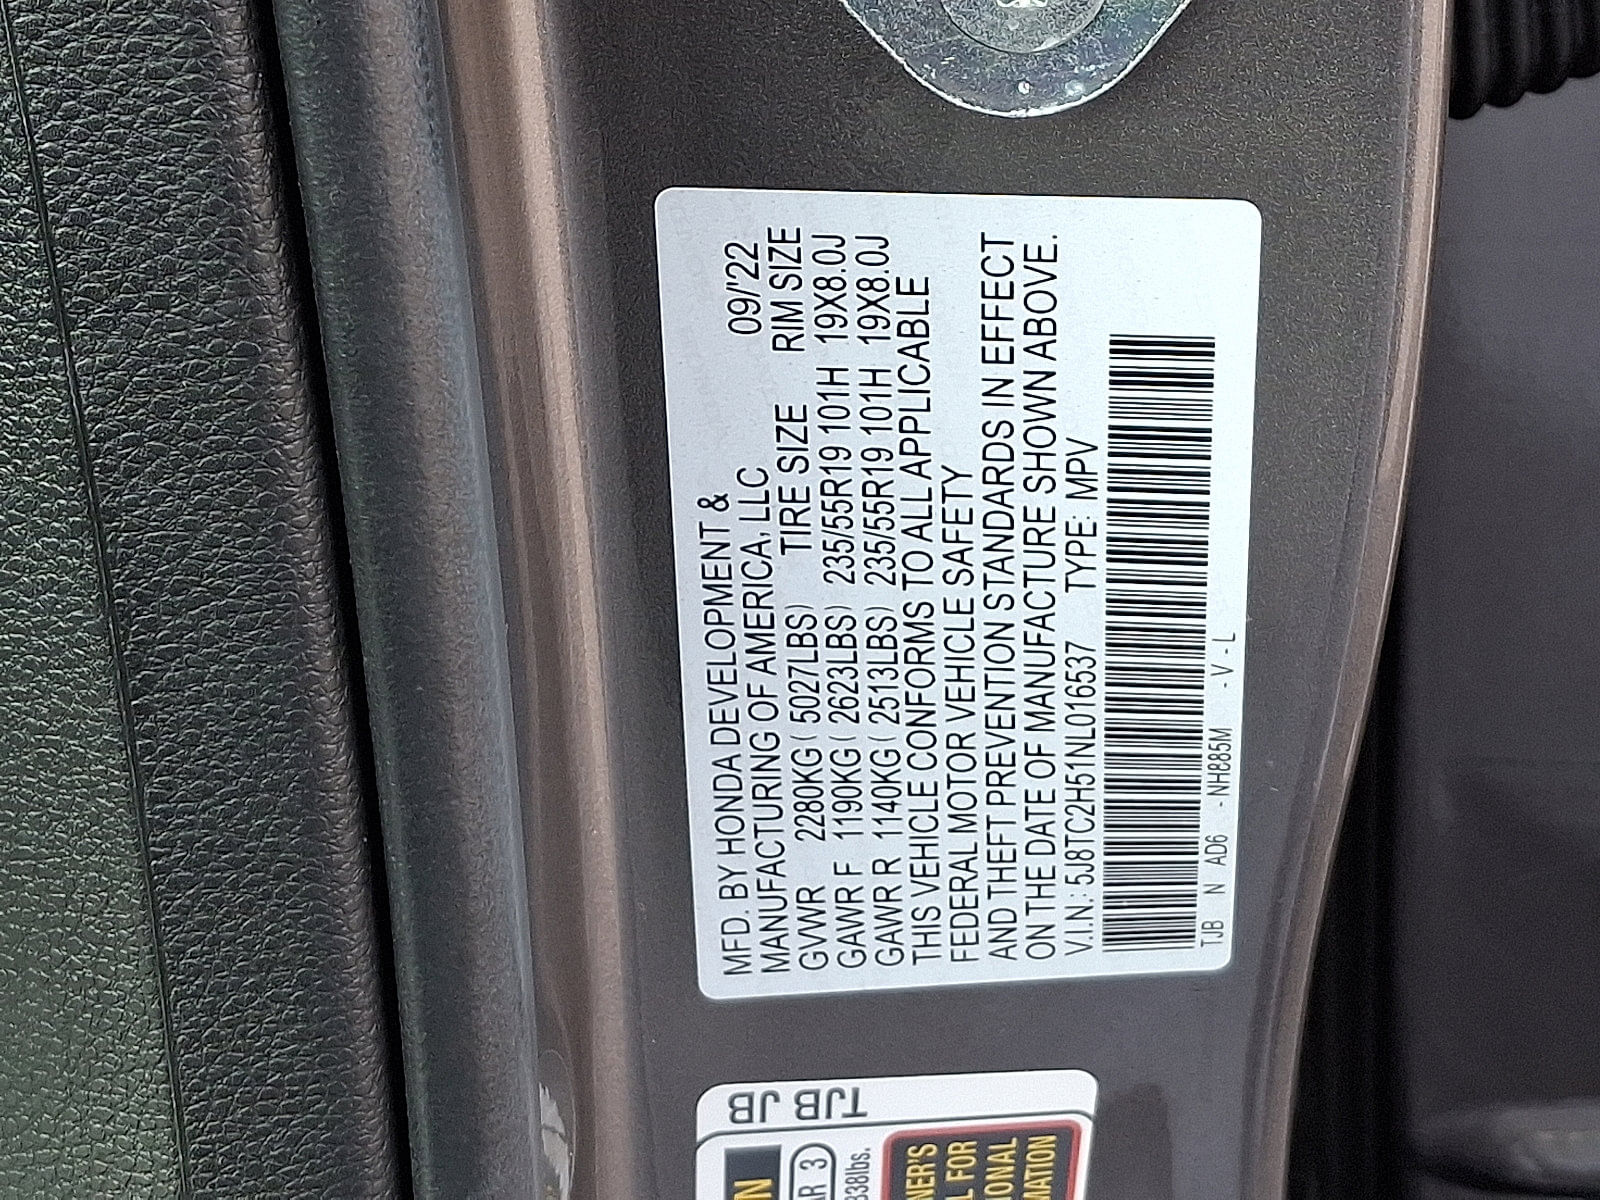 MFD. BY HONDA DEVELOPMENT &
MANUFACTURING OF AMERICA, LLC 09/'22
TIRE SIZE RIM SIZE
GVWR 2280KG ( 5027LBS)
GAWR F 1190KG ( 2623LBS) 235/55R19 101H 19X8.0J
GAWR R 1140KG ( 2513LBS) 235/55R19 101H 19X8.0J
THIS VEHICLE CONFORMS TO ALL APPLICABLE
FEDERAL MOTOR VEHICLE SAFETY
AND THEFT PREVENTION STANDARDS IN EFFECT
ON THE DATE OF MANUFACTURE SHOWN ABOVE.
V.I.N.: 5J8TC2H51NL016537 TYPE: MPV
TJB N AD6 - NH885M - V - L
TJB JB
3
338lbs.
FOR